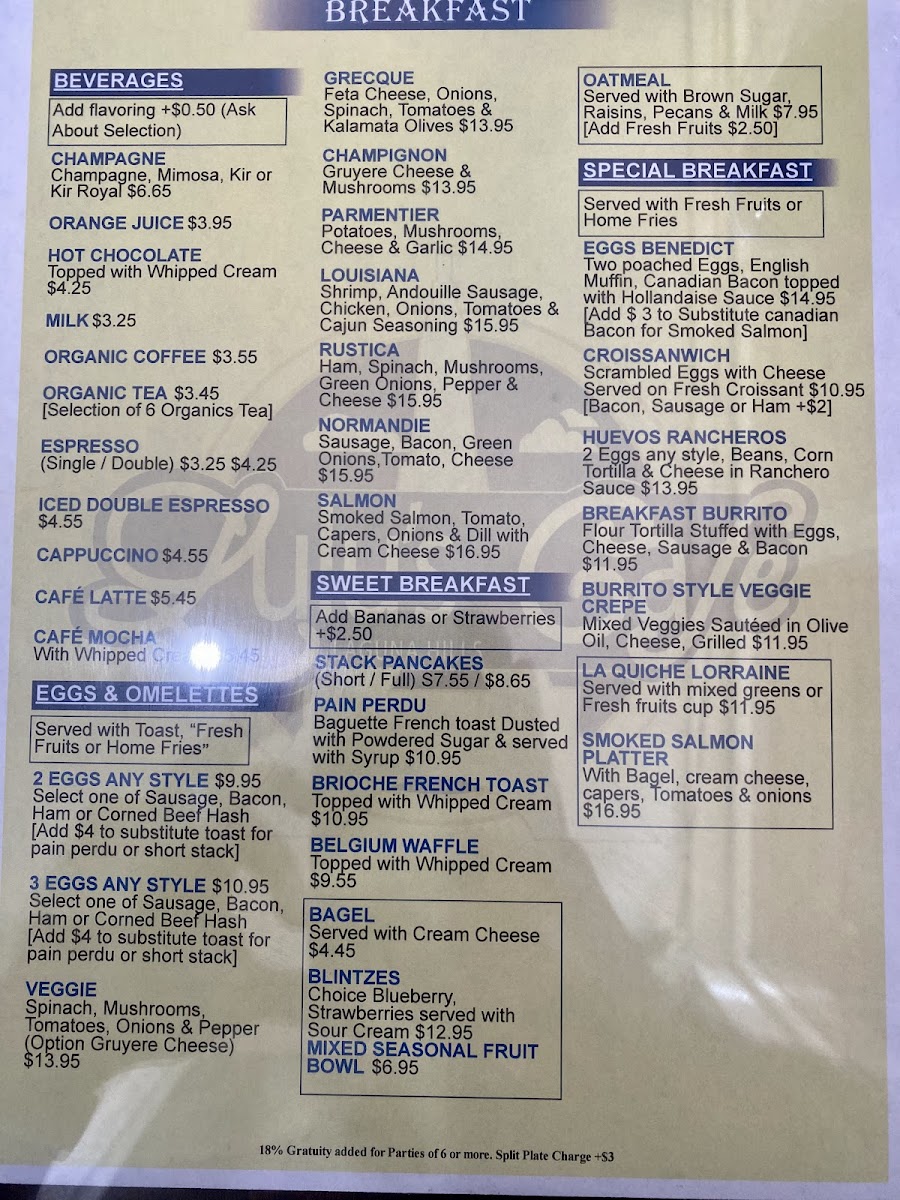 BREAKFAST
BEVERAGES
Add flavoring +$0.50 (Ask
About Selection)
CHAMPAGNE
Champagne, Mimosa, Kir or
Kir Royal $6.65
ORANGE JUICE $3.95
HOT CHOCOLATE
Topped with Whipped Cream
$4.25
MILK $3.25
ORGANIC COFFEE $3.55
ORGANIC TEA $3.45
[Selection of 6 Organics Tea]
ESPRESSO
(Single / Double) $3.25 $4.25
ICED DOUBLE ESPRESSO
$4.55
CAPPUCCINO $4.55
CAFÉ LATTE $5.45
CAFÉ MOCHA
With Whipped
EGGS & OMELETTES
Served with Toast, “Fresh
Fruits or Home Fries”
2 EGGS ANY STYLE $9.95
Select one of Sausage, Bacon,
Ham or Corned Beef Hash
[Add $4 to substitute toast for
pain perdu or short stack]
3 EGGS ANY STYLE $10.95
Select one of Sausage, Bacon,
Ham or Corned Beef Hash
[Add $4 to substitute toast for
pain perdu or short stack]
VEGGIE
Spinach, Mushrooms,
Tomatoes, Onions & Pepper
(Option Gruyere Cheese)
$13.95
GRECQUE
Feta Cheese, Onions,
Spinach, Tomatoes &
Kalamata Olives $13.95
CHAMPIGNON
Gruyere Cheese &
Mushrooms $13.95
PARMENTIER
Potatoes, Mushrooms,
Cheese & Garlic $14.95
LOUISIANA
Shrimp, Andouille Sausage,
Chicken, Onions, Tomatoes &
Cajun Seasoning $15.95
RUSTICA
Ham, Spinach, Mushrooms,
Green Onions, Pepper &
Cheese $15.95
NORMANDIE
Sausage, Bacon, Green
Onions,Tomato, Cheese
$15.95
SALMON
Smoked Salmon, Tomato,
Capers, Onions & Dill with
Cream Cheese $16.95
SWEET BREAKFAST
Add Bananas or Strawberries
+$2.50
STACK PANCAKES
(Short / Full) S7.55 / $8.65
PAIN PERDU
Baguette French toast Dusted
with Powdered Sugar & served
with Syrup $10.95
BRIOCHE FRENCH TOAST
Topped with Whipped Cream
$10.95
BELGIUM WAFFLE
Topped with Whipped Cream
$9.55
BAGEL
Served with Cream Cheese
$4.45
BLINTZES
Choice Blueberry,
Strawberries served with
Sour Cream $12.95
MIXED SEASONAL FRUIT
BOWL $6.95
OATMEAL
Served with Brown Sugar,
Raisins, Pecans & Milk $7.95
[Add Fresh Fruits $2.50]
SPECIAL BREAKFAST
Served with Fresh Fruits or
Home Fries
EGGS BENEDICT
Two poached Eggs, English
Muffin, Canadian Bacon topped
with Hollandaise Sauce $14.95
[Add $ 3 to Substitute canadian
Bacon for Smoked Salmon]
CROISSANWICH
Scrambled Eggs with Cheese
Served on Fresh Croissant $10.95
[Bacon, Sausage or Ham +$2]
HUEVOS RANCHEROS
2 Eggs any style, Beans, Corn
Tortilla & Cheese in Ranchero
Sauce $13.95
BREAKFAST BURRITO
Flour Tortilla Stuffed with Eggs,
Cheese, Sausage & Bacon
$11.95
BURRITO STYLE VEGGIE
CREPE
Mixed Veggies Sautéed in Olive
Oil, Cheese, Grilled $11.95
LA QUICHE LORRAINE
Served with mixed greens or
Fresh fruits cup $11.95
SMOKED SALMON
PLATTER
With Bagel, cream cheese,
capers, Tomatoes & onions
$16.95
18% Gratuity added for Parties of 6 or more. Split Plate Charge +$3